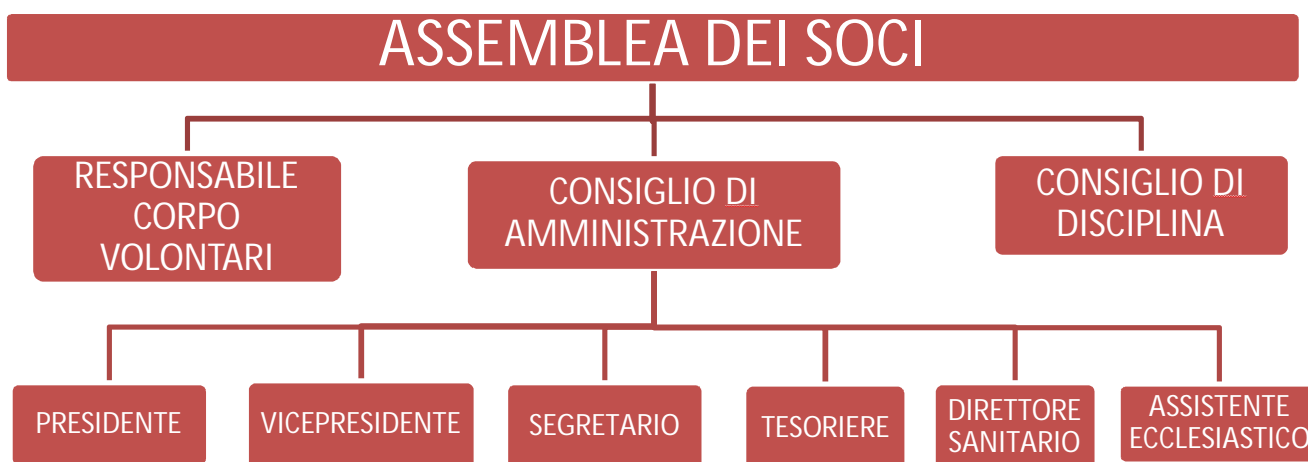 ASSEMBLEA DEI SOCI
RESPONSABILE
CORPO
VOLONTARI
CONSIGLIO DI
AMMINISTRAZIONE
CONSIGLIO DI
DISCIPLINA
PRESIDENTE
VICEPRESIDENTE
SEGRETARIO
TESORIERE
DIRETTORE
SANITARIO
ASSISTENTE
ECCLESIASTICO